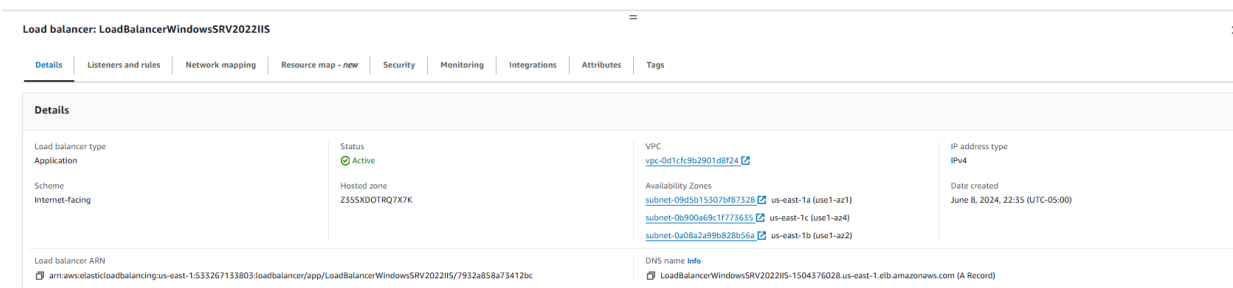 Load balancer: LoadBalancerWindowsSRV2022IIS
Details
Listeners and rules
Network mapping
Resource map - new
Security
Monitoring
Integrations
Attributes
Tags
Details
Load balancer type
Application
Status
Active
VPC
vpc-0d1cfc9b2901d8f24
IP address type
IPv4
Scheme
Internet-facing
Hosted zone
Z35SXDOTRQ7X7K
Availability Zones
subnet-09d5b15307bf87328 us-east-1a (use1-az1)
subnet-0b900a69c1f773635 us-east-1c (use1-az4)
subnet-0a08a2a99b828b56a us-east-1b (use1-az2)
Date created
June 8, 2024, 22:35 (UTC-05:00)
Load balancer ARN
arn:aws:elasticloadbalancing:us-east-1:533267133803:loadbalancer/app/LoadBalancerWindowsSRV2022IIS/7932a858a73412bc
DNS name Info
LoadBalancerWindowsSRV2022IIS-1504376028.us-east-1.elb.amazonaws.com (A Record)